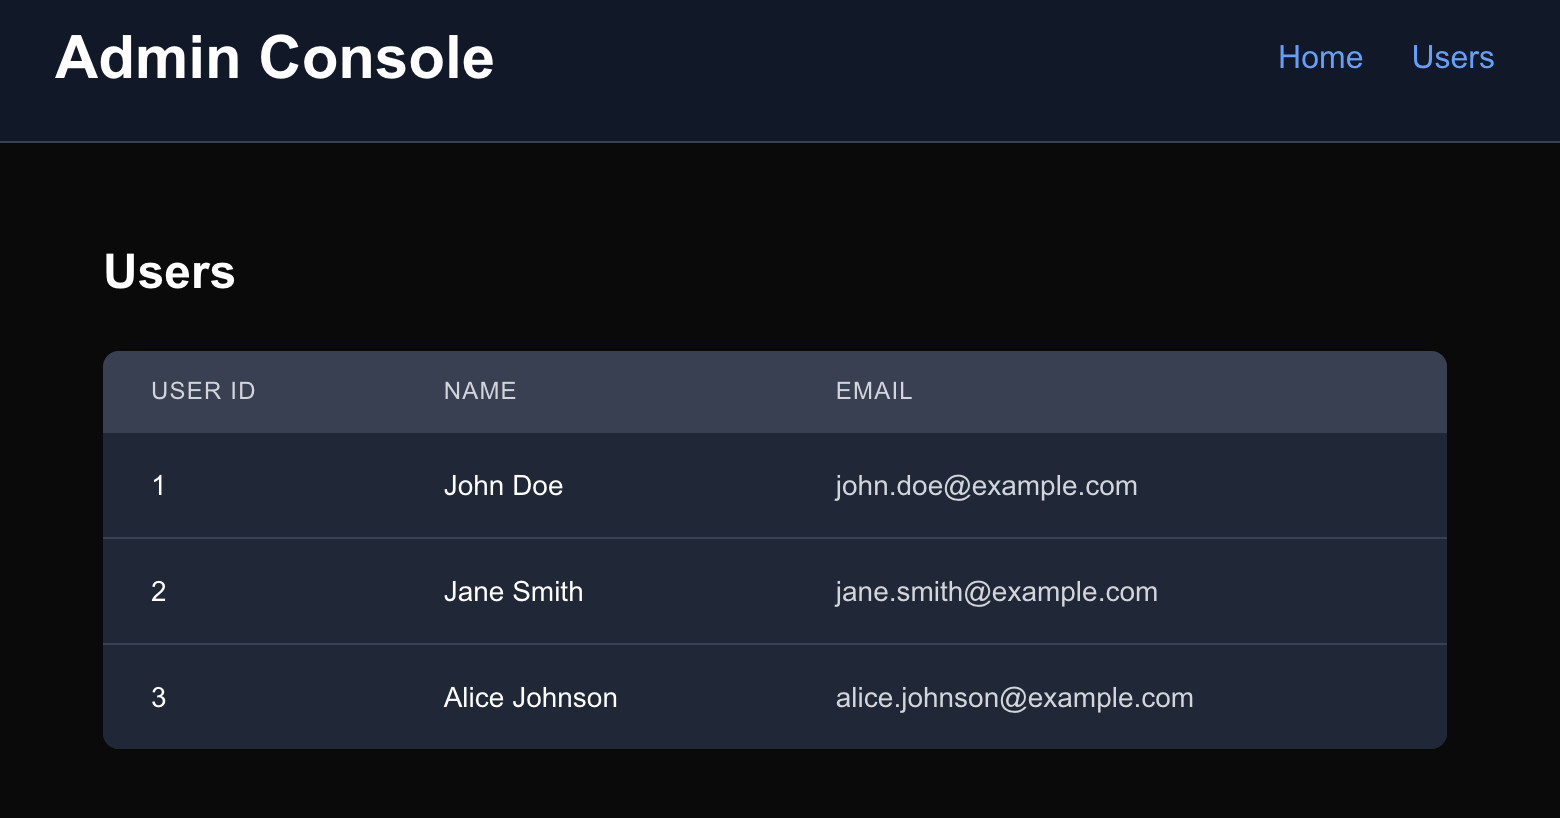 Admin Console
Home Users
Users
USER ID NAME EMAIL
1 John Doe john.doe@example.com
2 Jane Smith jane.smith@example.com
3 Alice Johnson alice.johnson@example.com